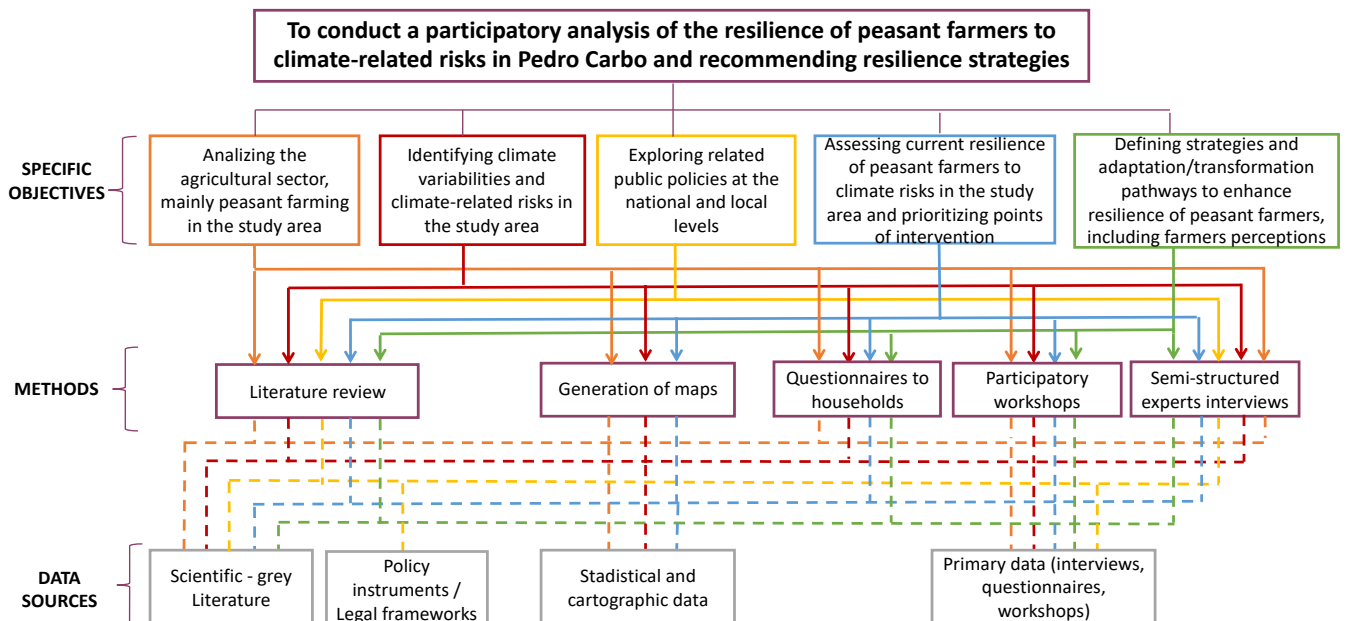 To conduct a participatory analysis of the resilience of peasant farmers to
climate-related risks in Pedro Carbo and recommending resilience strategies
SPECIFIC
OBJECTIVES
Analizing the
agricultural sector,
mainly peasant farming
in the study area
Identifying climate
variabilities and
climate-related risks in
the study area
Exploring related
public policies at the
national and local
levels
Assessing current resilience
of peasant farmers to
climate risks in the study
area and prioritizing points
of intervention
Defining strategies and
adaptation/transformation
pathways to enhance
resilience of peasant farmers,
including farmers perceptions
METHODS
Literature review
Generation of maps
Questionnaires to
households
Participatory
workshops
Semi-structured
experts interviews
DATA
SOURCES
Scientific - grey
Literature
Policy
instruments /
Legal frameworks
Stadistical and
cartographic data
Primary data (interviews,
questionnaires,
workshops)